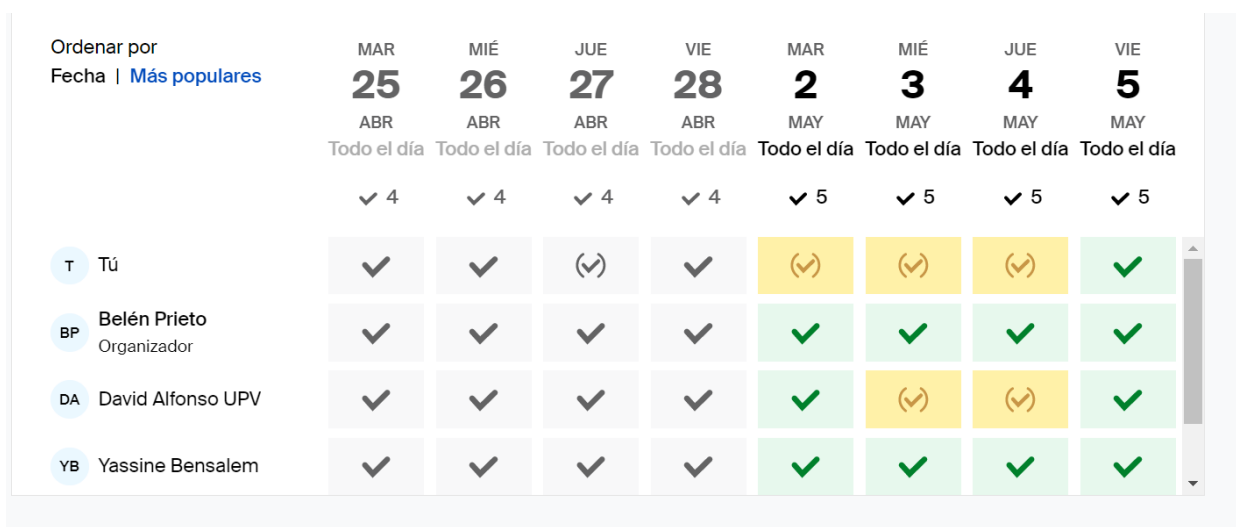 Ordenar por
Fecha | Más populares
MAR MIÉ JUE VIE MAR MIÉ JUE VIE
25 26 27 28 2 3 4 5
ABR ABR ABR ABR MAY MAY MAY MAY
Todo el día Todo el día Todo el día Todo el día Todo el día Todo el día Todo el día Todo el día
4 4 4 4 5 5 5 5
T Tú
BP Belén Prieto
Organizador
DA David Alfonso UPV
YB Yassine Bensalem